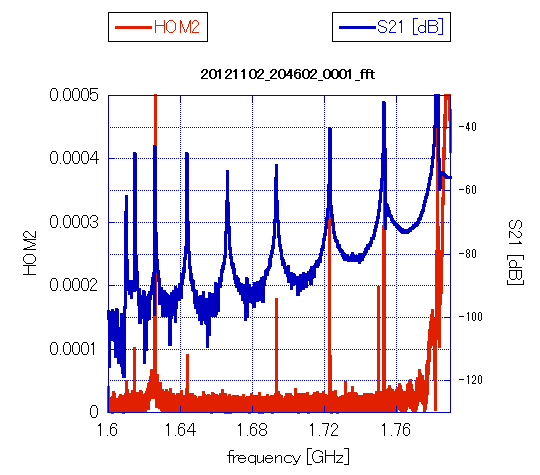 HOM2
S21 [dB]
20121102_204602_0001_fft
0.0005
0.0004
0.0003
0.0002
0.0001
0
HOM2
-40
-60
-80
-100
-120
S21 [dB]
1.6
1.64
1.68
1.72
1.76
frequency [GHz]